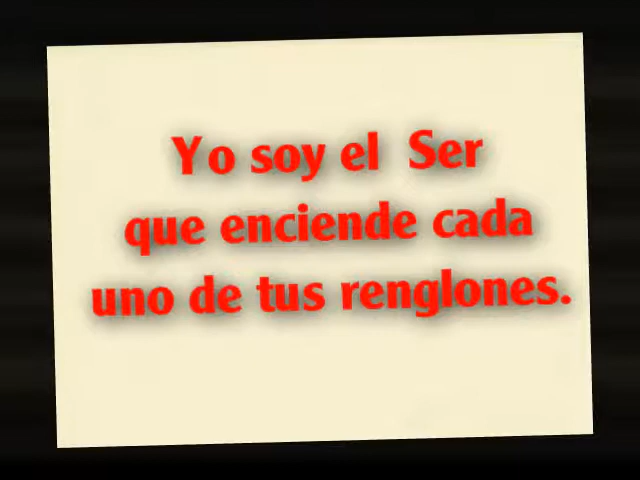 Yo soy el Ser
que enciende cada
uno de tus renglones.